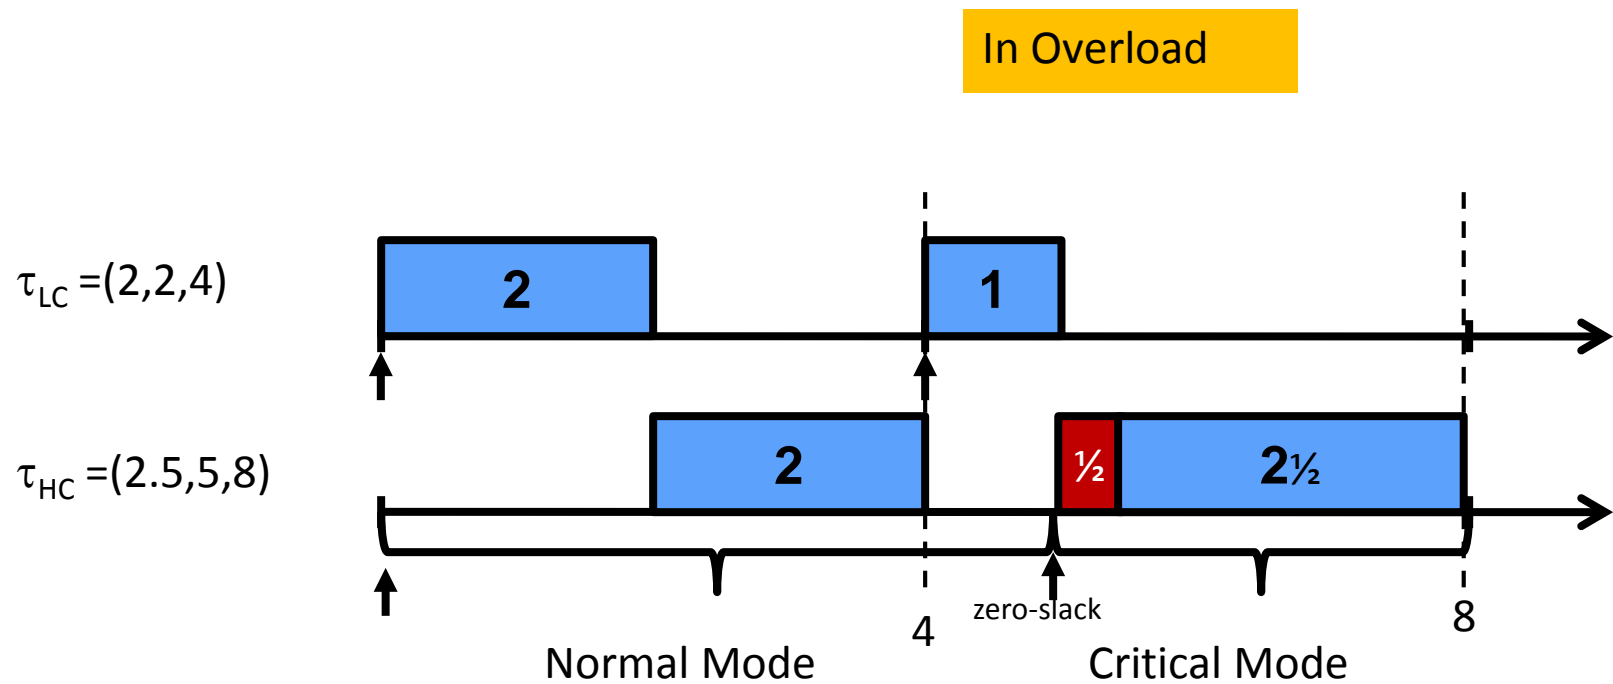 In Overload
τLC =(2,2,4)
2
1
τHC =(2.5,5,8)
2
½
2½
zero-slack
4
8
Normal Mode
Critical Mode